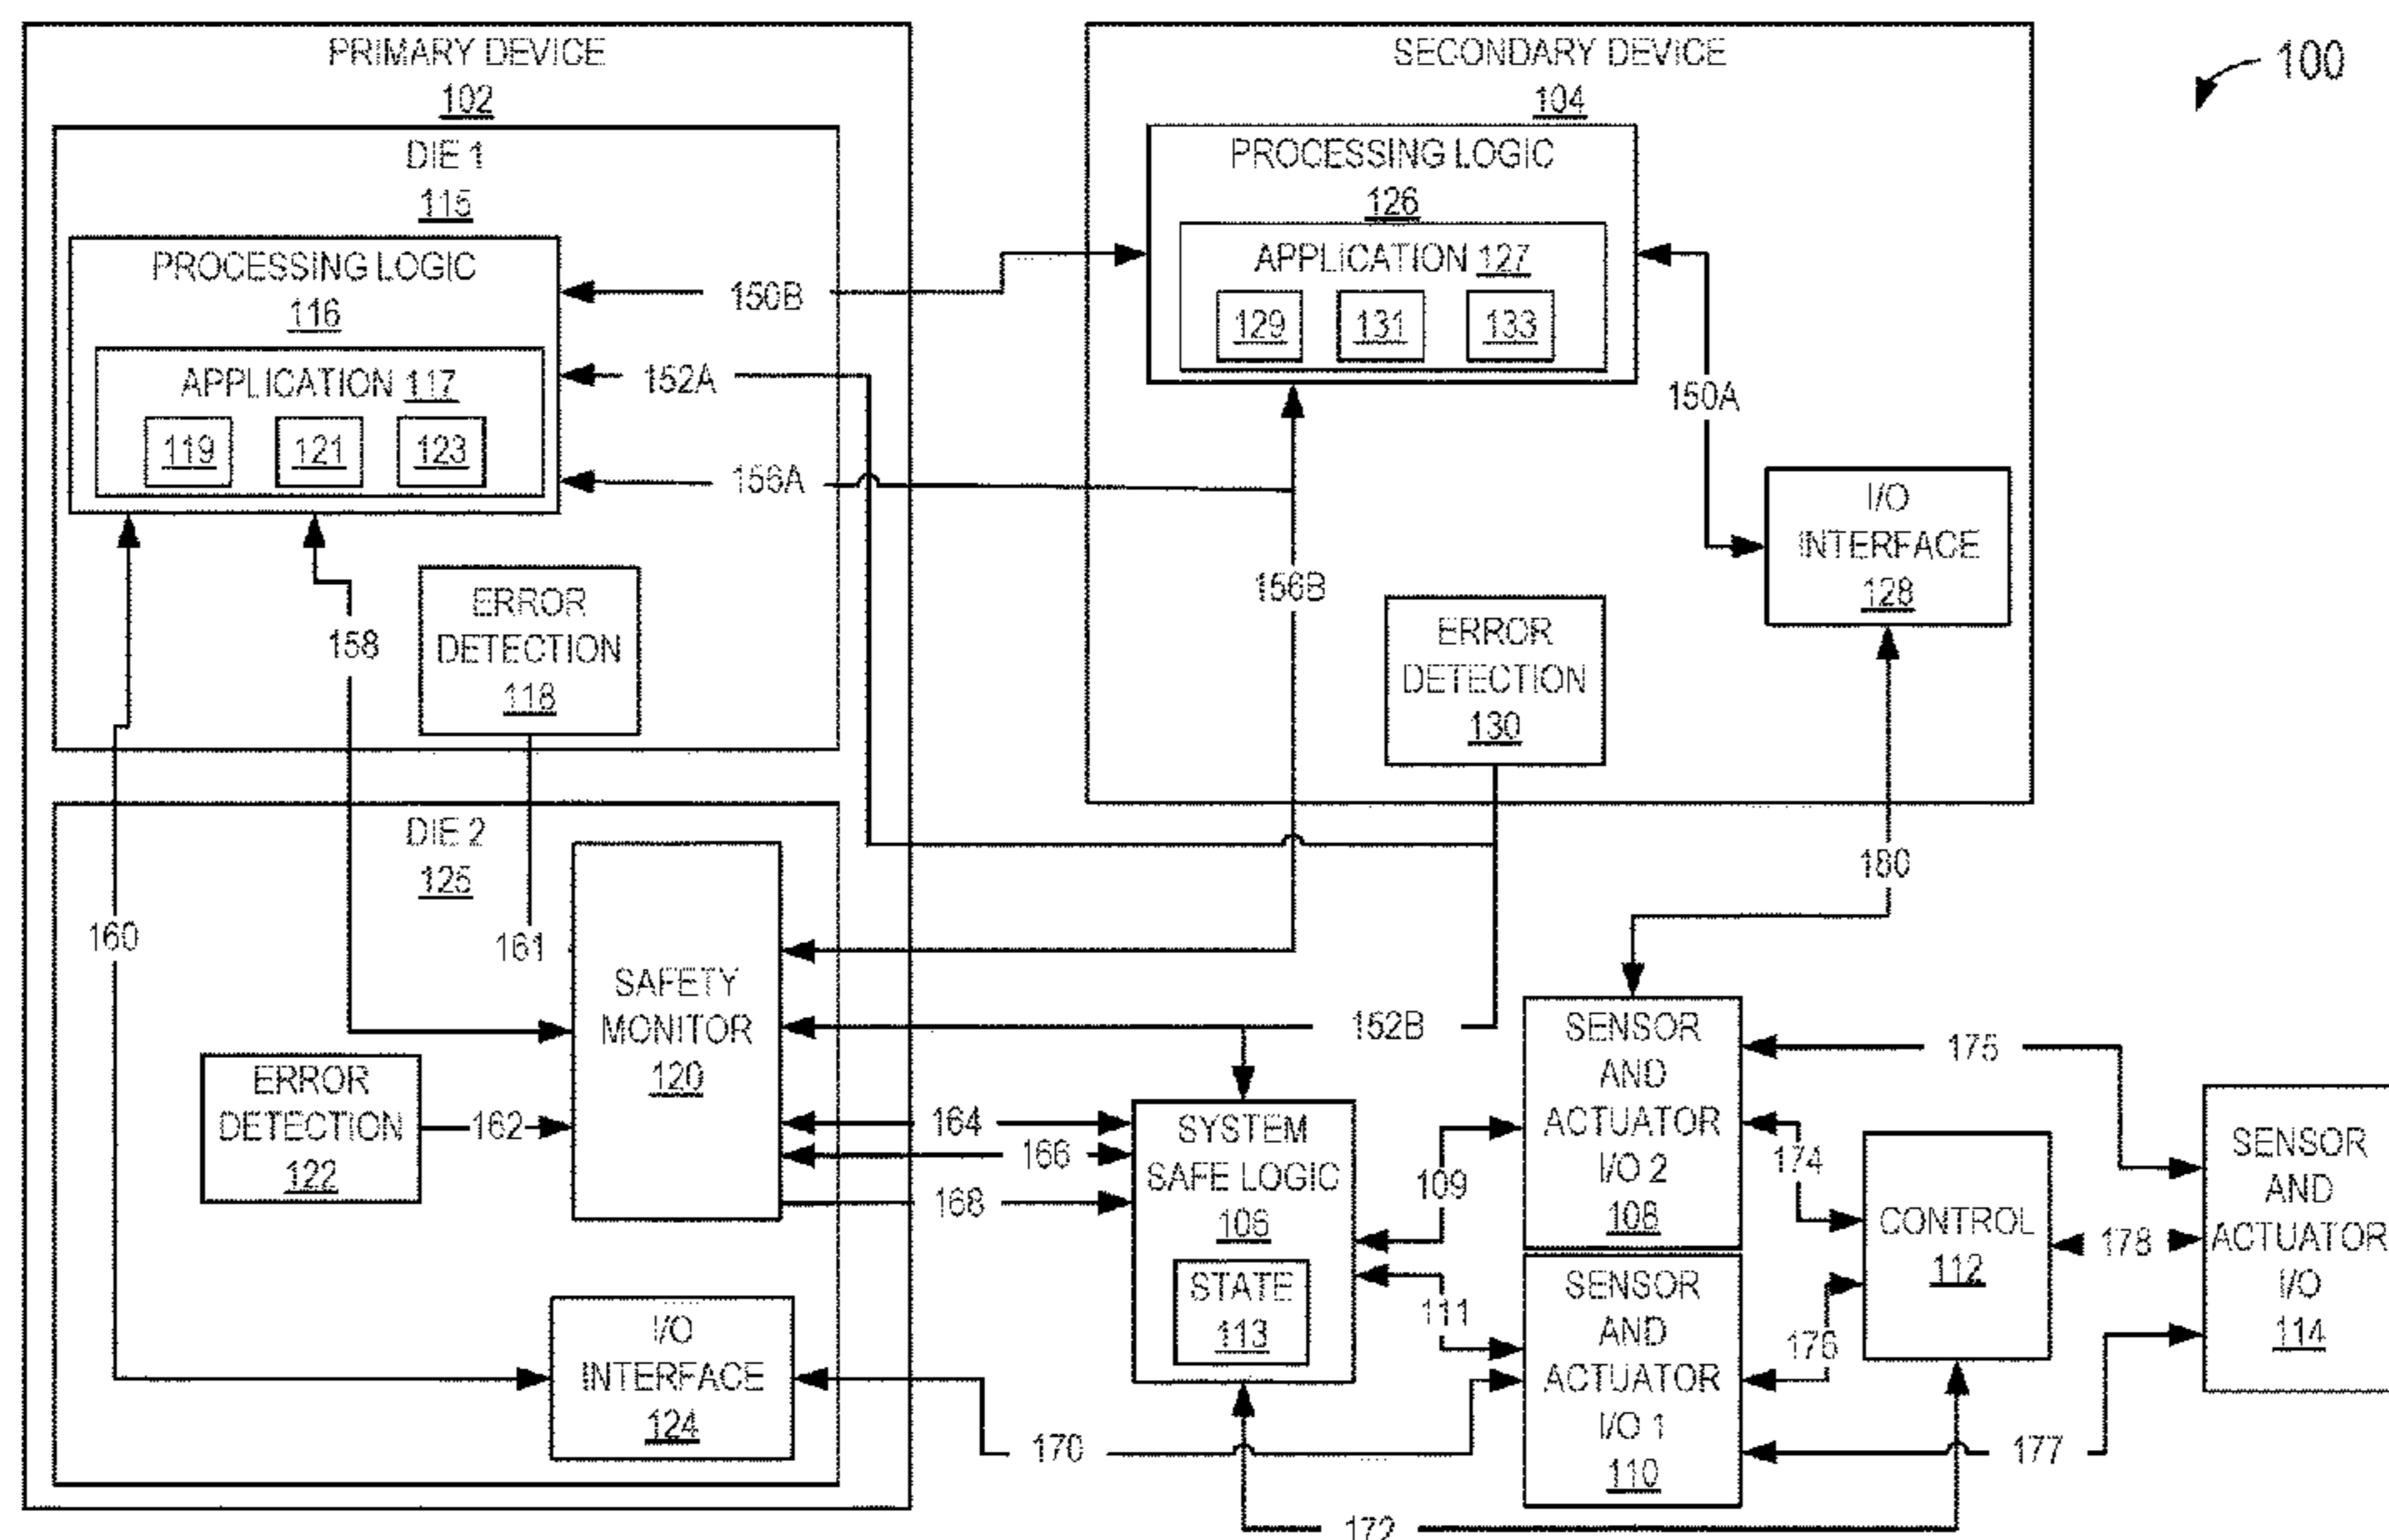 PRIMARY DEVICE
102
DIE 1
115
PROCESSING LOGIC
116
APPLICATION 117
119
121
123
ERROR
DETECTION
118
158
160
161
DIE 2
125
SAFETY
MONITOR
120
ERROR
DETECTION
122
162
I/O
INTERFACE
124
150B
152A
156A
SECONDARY DEVICE
104
PROCESSING LOGIC
126
APPLICATION 127
129
131
133
150A
I/O
INTERFACE
128
ERROR
DETECTION
130
156B
180
100
152B
164
166
168
170
172
SYSTEM
SAFE LOGIC
106
STATE
113
109
111
SENSOR
AND
ACTUATOR
I/O 2
108
SENSOR
AND
ACTUATOR
I/O 1
110
175
174
176
177
178
CONTROL
112
SENSOR
AND
ACTUATOR
I/O
114